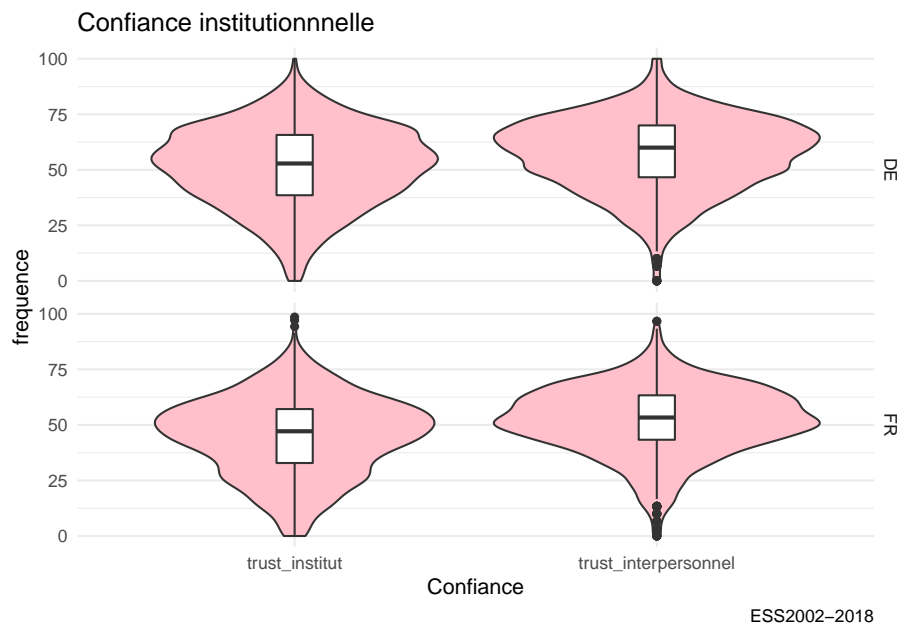 Confiance institutionnnelle
frequence
100
75
50
25
0
DE
100
75
50
25
0
FR
trust_institut
trust_interpersonnel
Confiance
ESS2002−2018